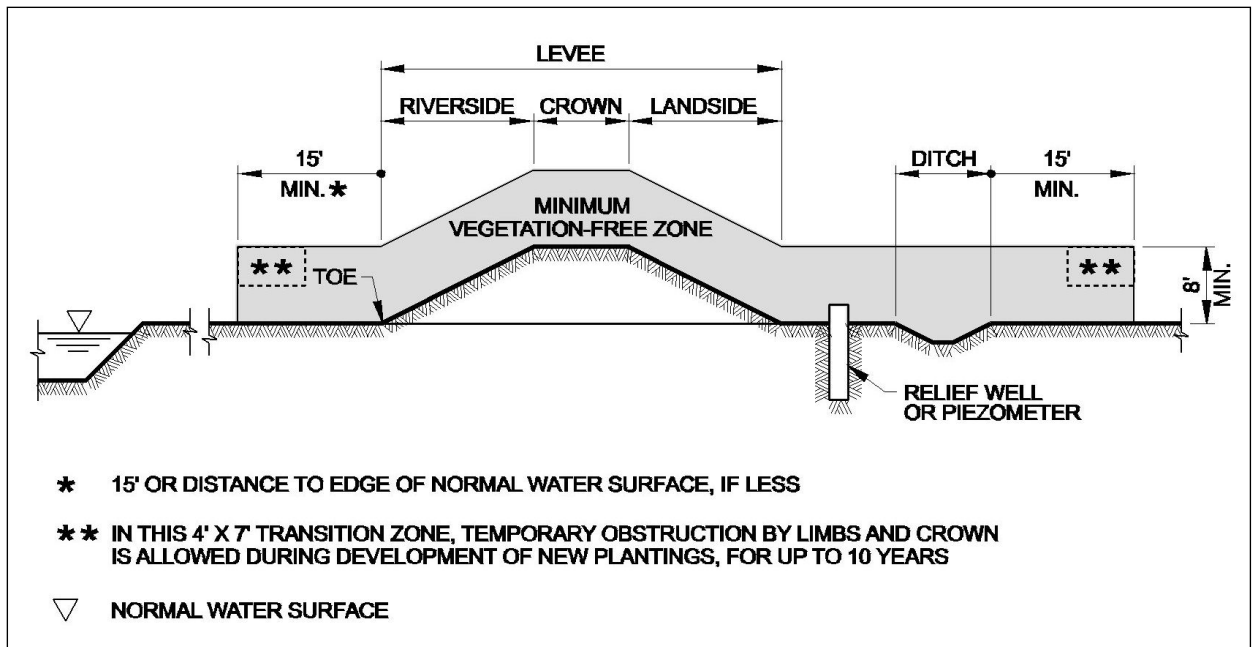 LEVEE
RIVERSIDE
CROWN
LANDSIDE
15'
MIN. *
DITCH
15'
MIN.
MINIMUM
VEGETATION-FREE ZONE
* *
TOE
* *
8'
MIN.
RELIEF WELL
OR PIEZOMETER
* 15' OR DISTANCE TO EDGE OF NORMAL WATER SURFACE, IF LESS
* * IN THIS 4' X 7' TRANSITION ZONE, TEMPORARY OBSTRUCTION BY LIMBS AND CROWN
IS ALLOWED DURING DEVELOPMENT OF NEW PLANTINGS, FOR UP TO 10 YEARS
NORMAL WATER SURFACE